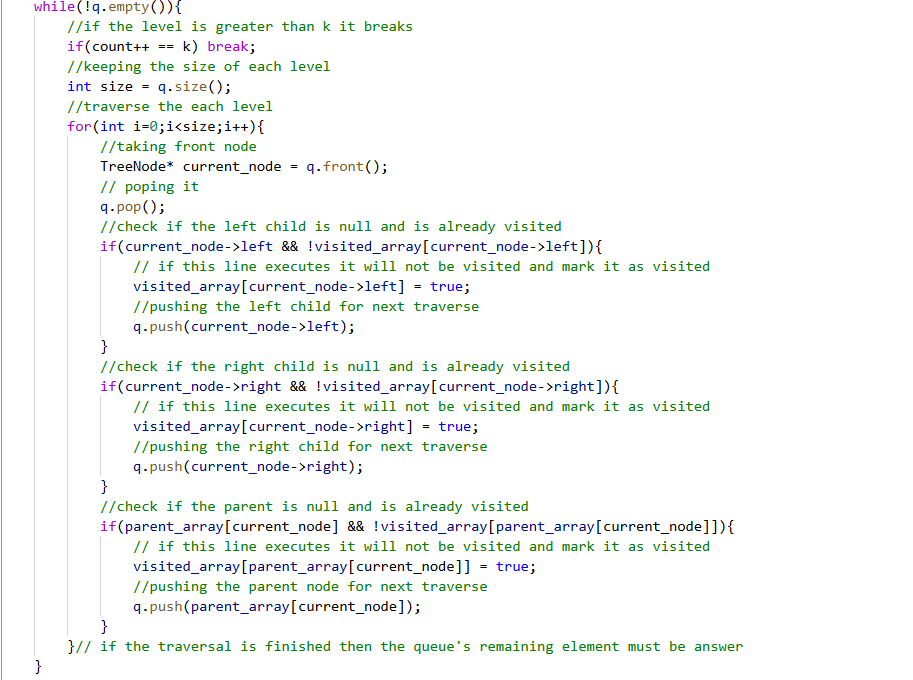 while(!q.empty()){
//if the level is greater than k it breaks
if(count++ == k) break;
//keeping the size of each level
int size = q.size();
//traverse the each level
for(int i=0;i<size;i++){
//taking front node
TreeNode* current_node = q.front();
// poping it
q.pop();
//check if the left child is null and is already visited
if(current_node->left && !visited_array[current_node->left]){
// if this line executes it will not be visited and mark it as visited
visited_array[current_node->left] = true;
//pushing the left child for next traverse
q.push(current_node->left);
}
//check if the right child is null and is already visited
if(current_node->right && !visited_array[current_node->right]){
// if this line executes it will not be visited and mark it as visited
visited_array[current_node->right] = true;
//pushing the right child for next traverse
q.push(current_node->right);
}
//check if the parent is null and is already visited
if(parent_array[current_node] && !visited_array[parent_array[current_node]]){
// if this line executes it will not be visited and mark it as visited
visited_array[parent_array[current_node]] = true;
//pushing the parent node for next traverse
q.push(parent_array[current_node]);
}
}// if the traversal is finished then the queue's remaining element must be answer
}